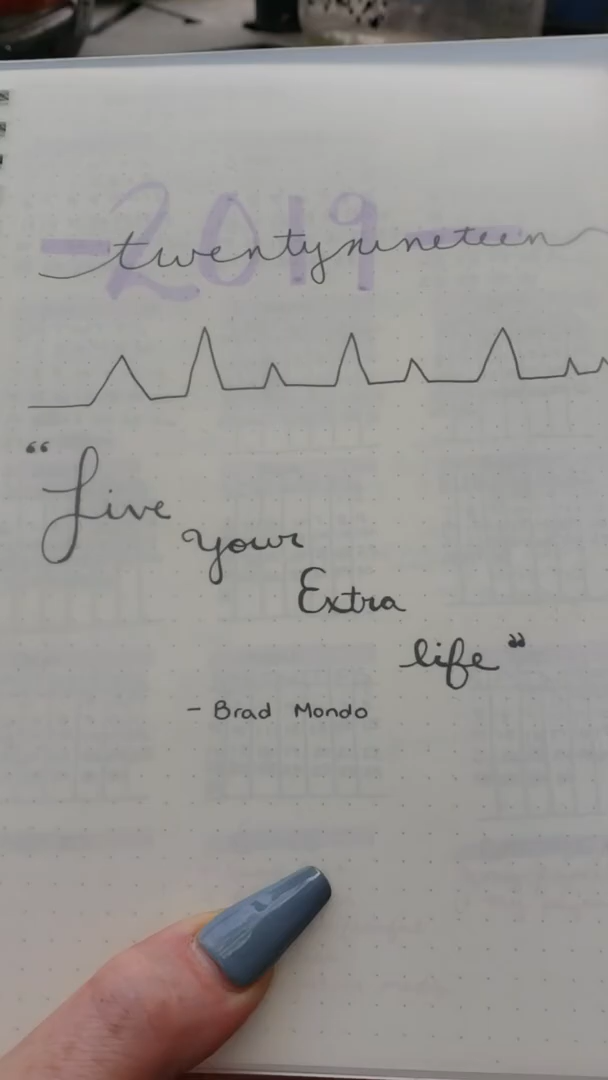 -2019-
twentynineteen
"Live
your
Extra
life"
- Brad Mondo